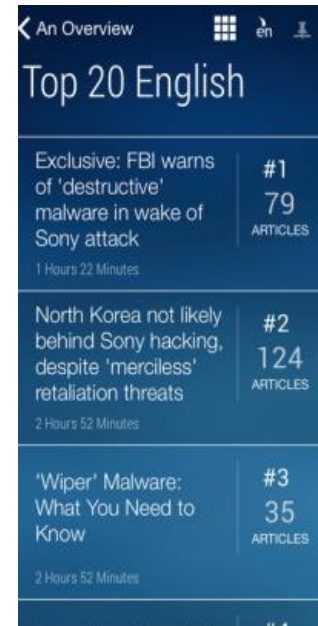 An Overview
en
Top 20 English
Exclusive: FBI warns
of 'destructive'
malware in wake of
Sony attack
1 Hours 22 Minutes
#1
79
ARTICLES
North Korea not likely
behind Sony hacking,
despite 'merciless'
retaliation threats
2 Hours 52 Minutes
#2
124
ARTICLES
'Wiper' Malware:
What You Need to
Know
2 Hours 52 Minutes
#3
35
ARTICLES